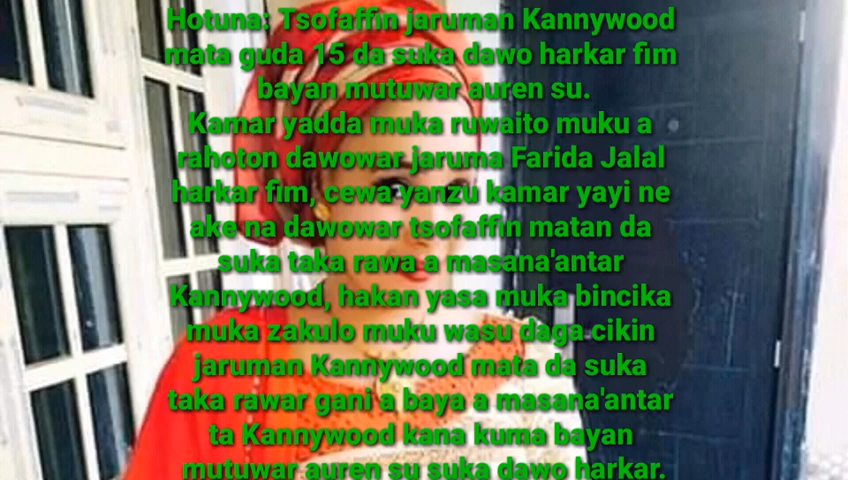 Hotuna: Tsofaffin jaruman Kannywood
mata guda 15 da suka dawo harkar fim
bayan mutuwar auren su.
Kamar yadda muka ruwaito muku a
rahoton dawowar jaruma Farida Jalal
harkar fim, cewa yanzu kamar yayi ne
ake na dawowar tsofaffin matan da
suka taka rawa a masana'antar
Kannywood, hakan yasa muka bincika
muka zakulo muku wasu daga cikin
jaruman Kannywood mata da suka
taka rawar gani a baya a masana'antar
ta Kannywood kana kuma bayan
mutuwar auren su suka dawo harkar.